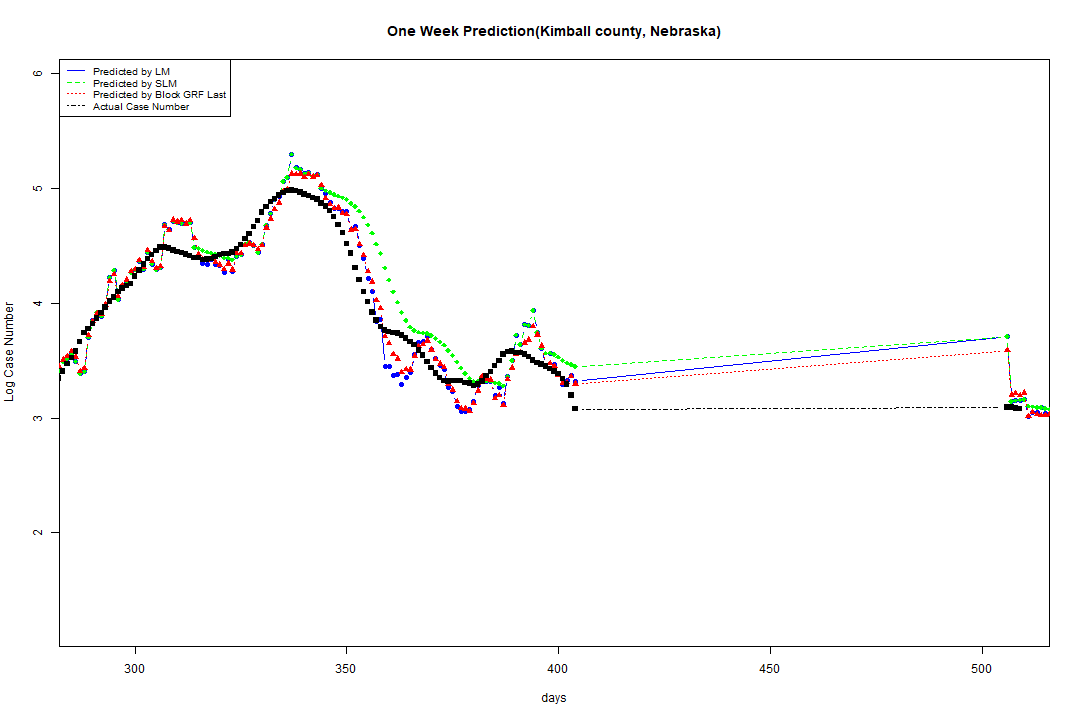 One Week Prediction(Kimball county, Nebraska)
Predicted by LM
Predicted by SLM
Predicted by Block GRF Last
Actual Case Number
6
5
4
3
2
Log Case Number
300 350 400 450 500
days